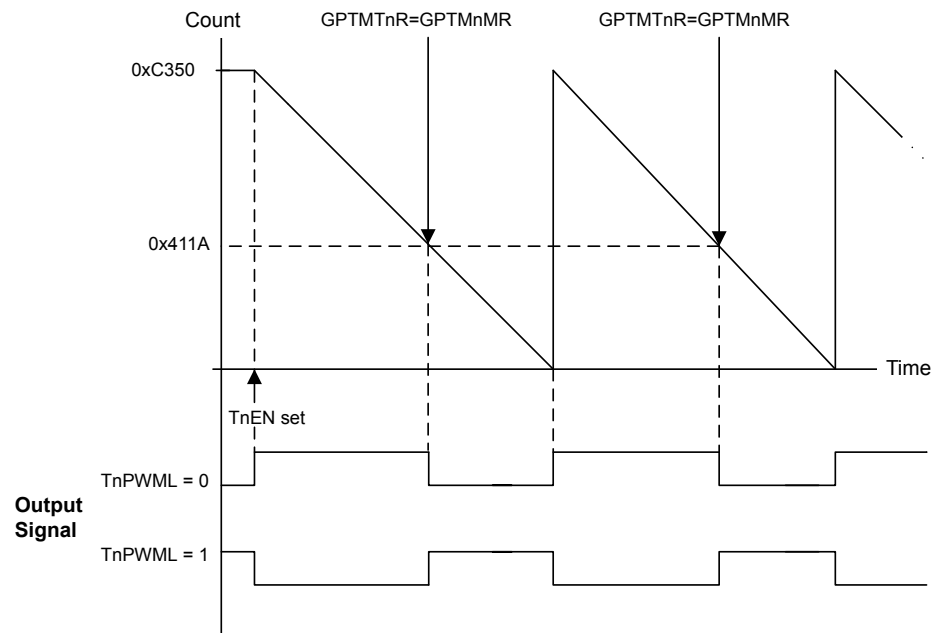 Count
GPTMTnR=GPTMnMR
GPTMTnR=GPTMnMR
0xC350
0x411A
Time
TnEN set
TnPWML = 0
Output
Signal
TnPWML = 1